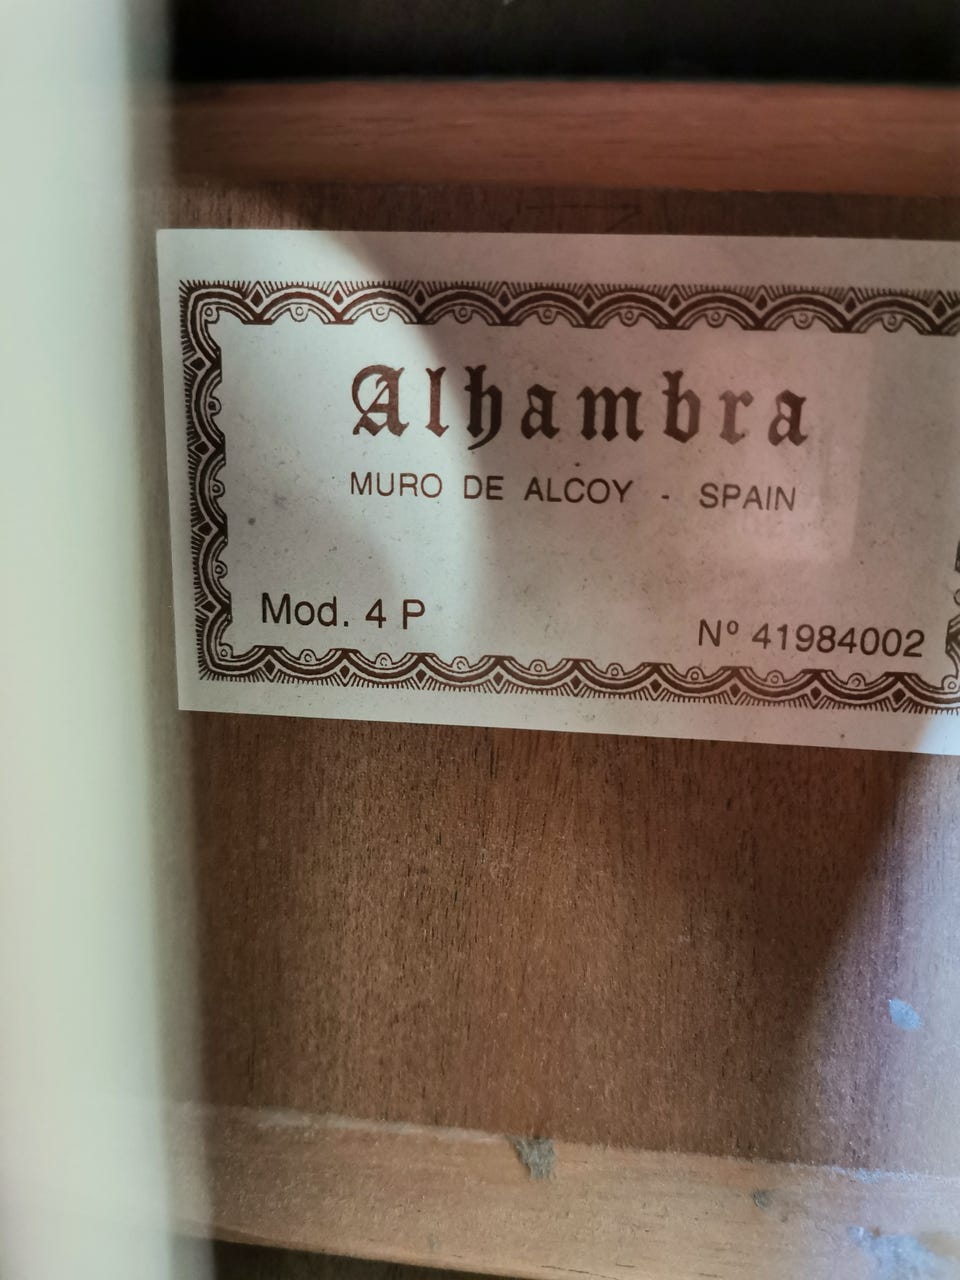 Alhambra
MURO DE ALCOY - SPAIN
Mod. 4 P
Nº 41984002